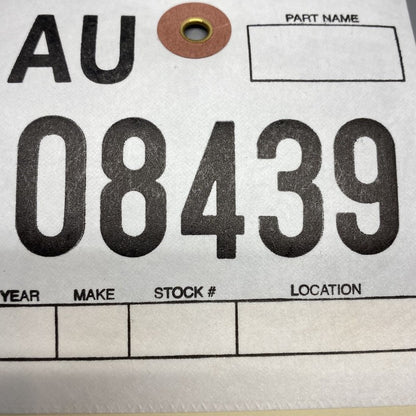 AU
PART NAME
08439
YEAR MAKE STOCK # LOCATION